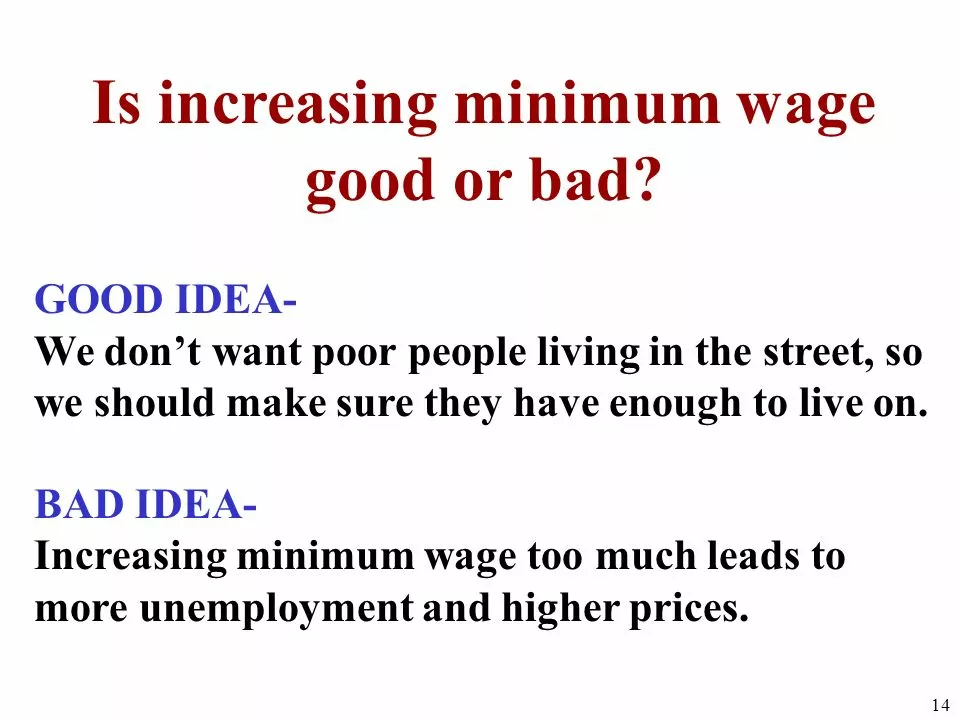 Is increasing minimum wage
good or bad?
GOOD IDEA-
We don’t want poor people living in the street, so
we should make sure they have enough to live on.
BAD IDEA-
Increasing minimum wage too much leads to
more unemployment and higher prices.
14